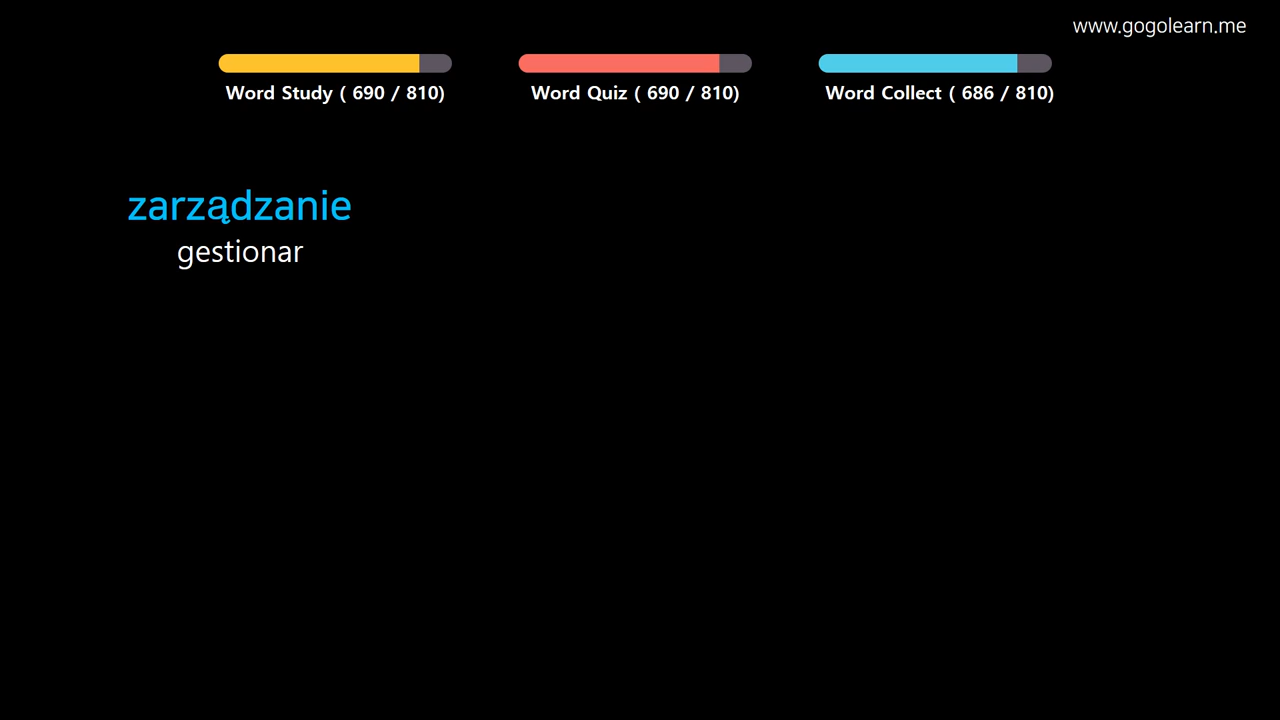 www.gogolearn.me
Word Study ( 690 / 810)
Word Quiz ( 690 / 810)
Word Collect ( 686 / 810)
zarządzanie
gestionar